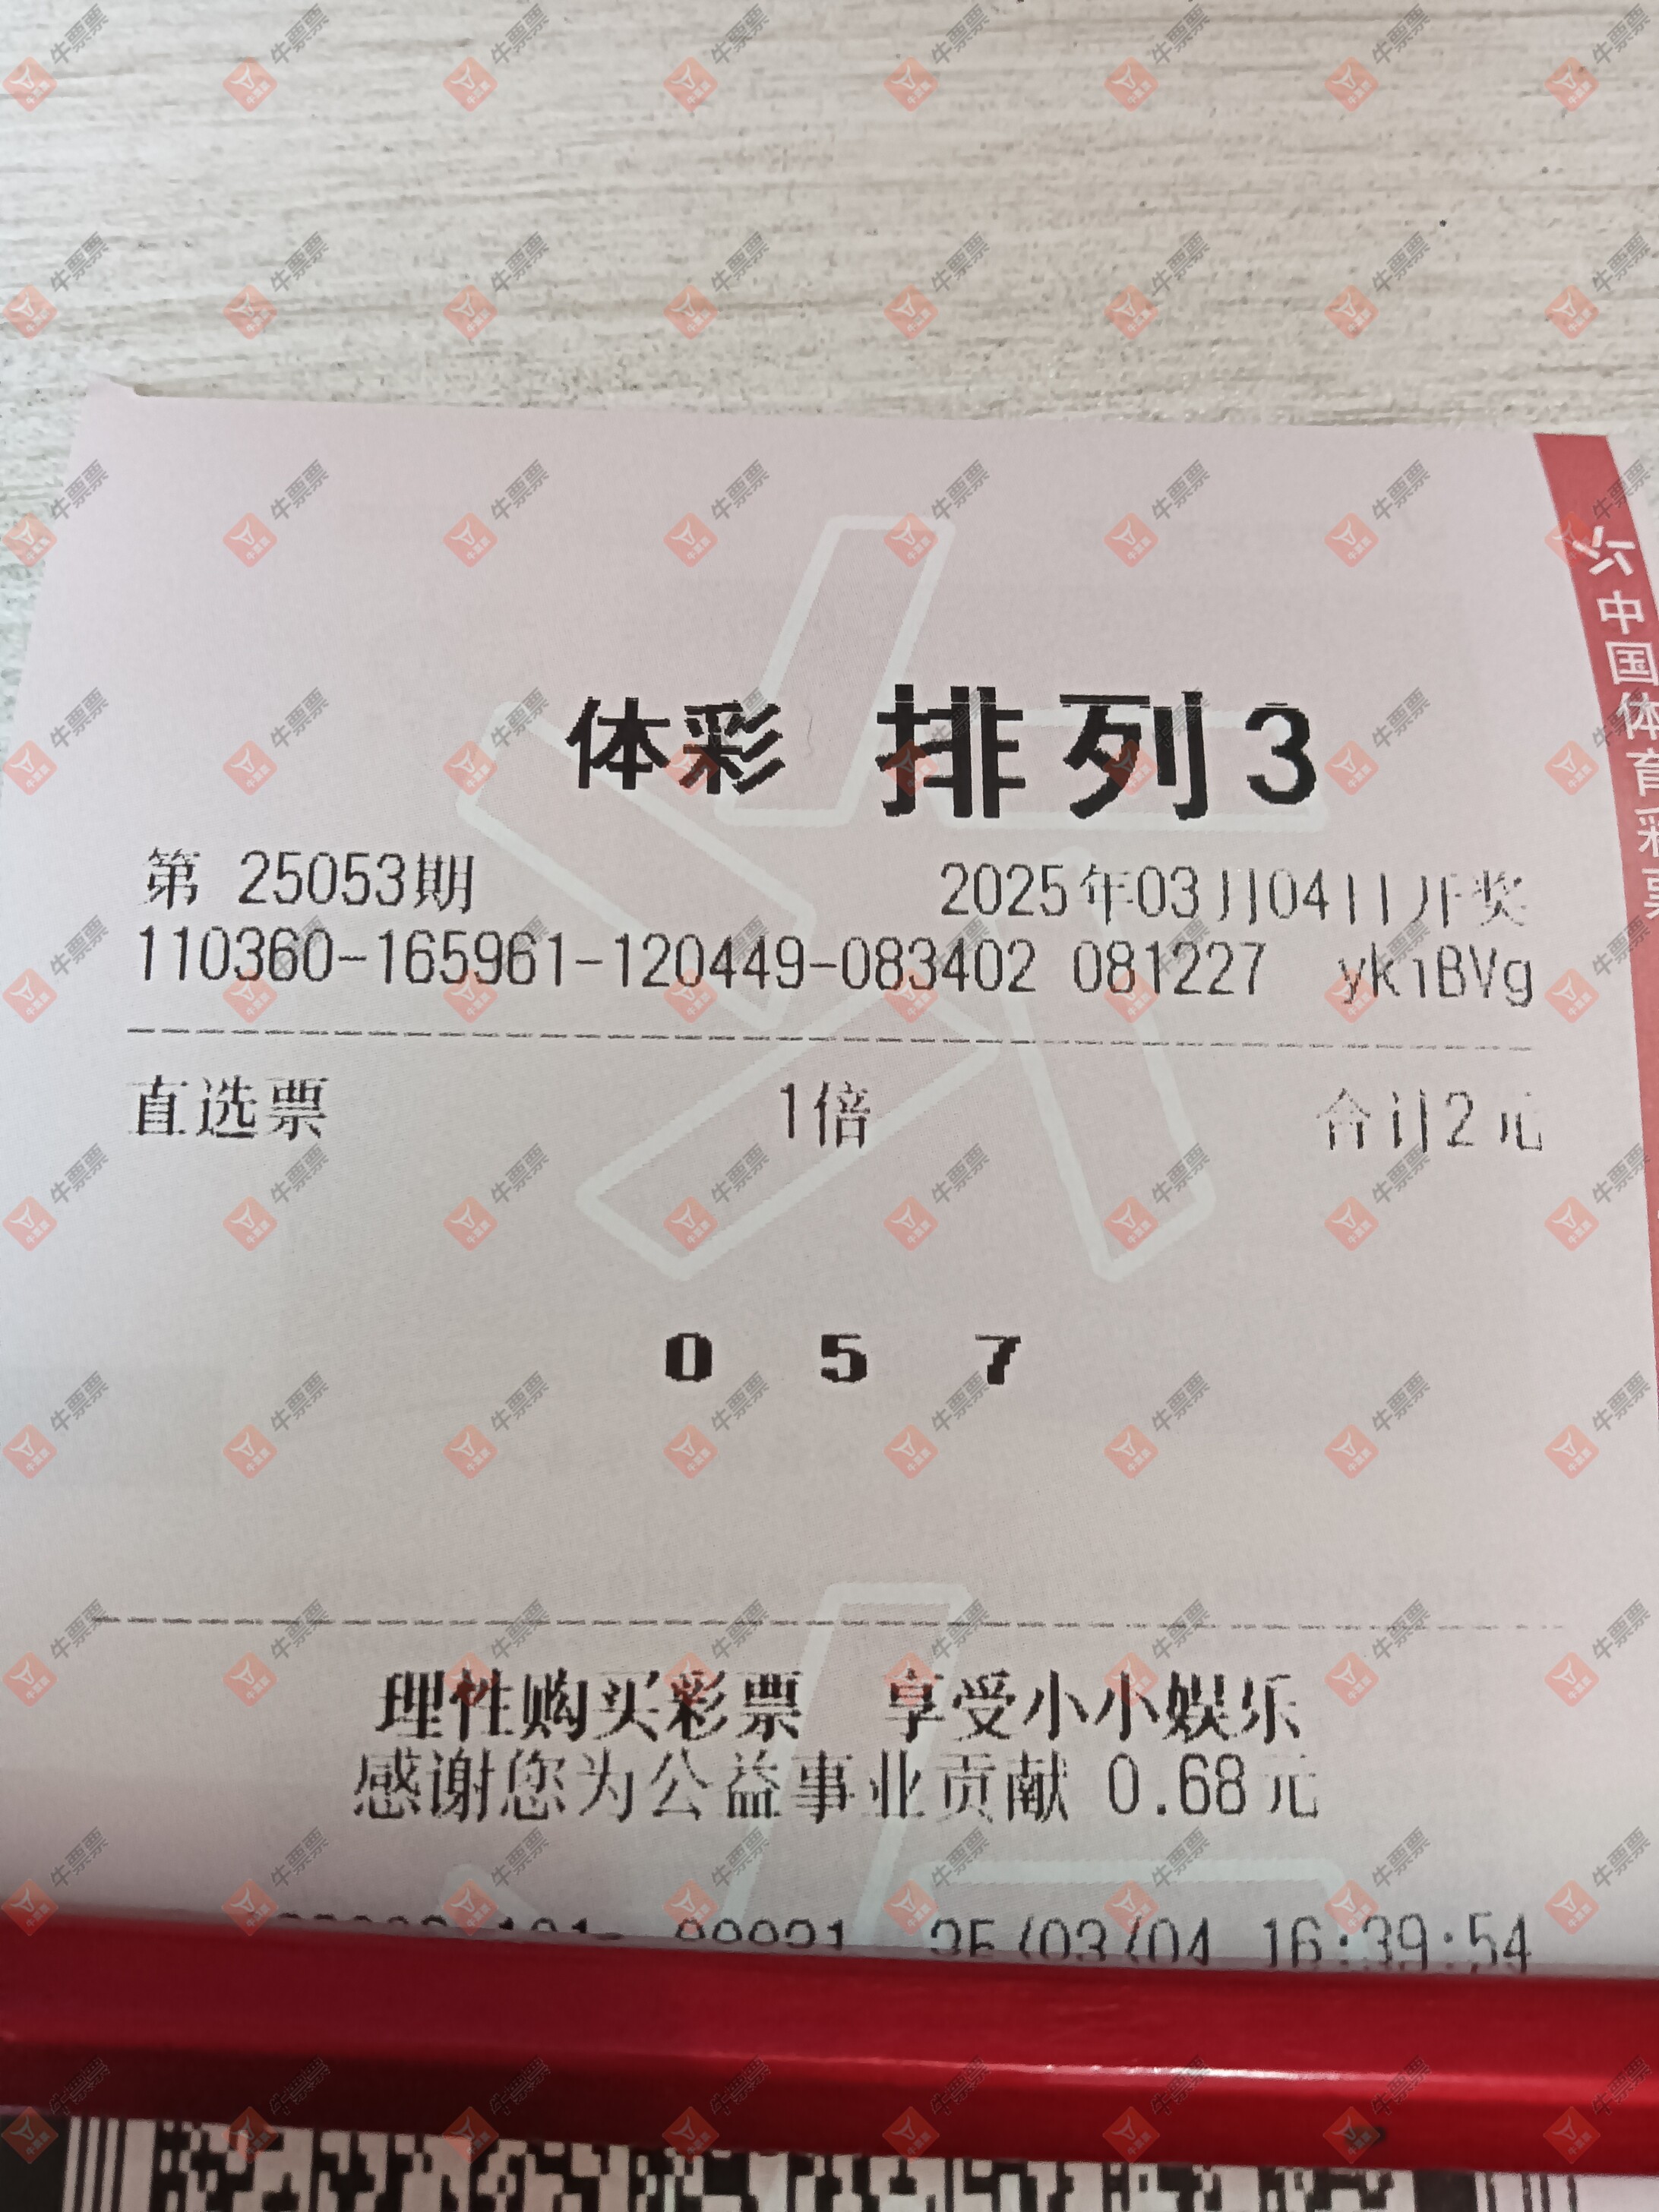 体彩 排列3
第 25053期 2025年03月04日开奖
110360-165961-120449-083402 081227 ykiBVg
直选票 1倍 合计2元
0 5 7
理性购买彩票 享受小小娱乐
感谢您为公益事业贡献 0.68元
25/03/04 16:39:54
中国体育彩票
牛票票